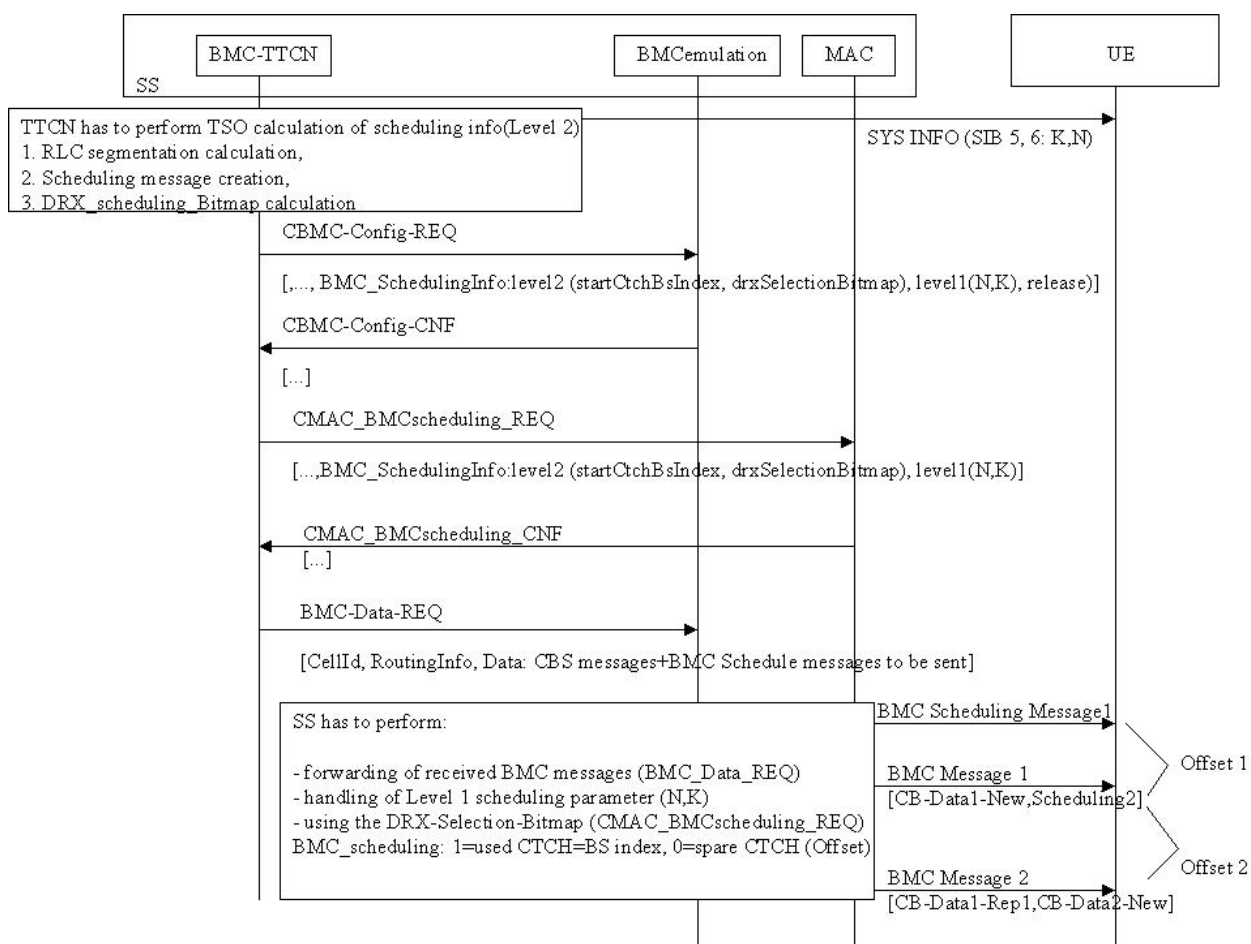 BMC-TTCN
BMCemulation
MAC
UE
SS
TTCN has to perform TSO calculation of scheduling info(Level 2)
1. RLC segmentation calculation,
2. Scheduling message creation,
3. DRX_scheduling_Bitmap calculation
SYS INFO (SIB 5, 6: K,N)
CBMC-Config-REQ
[,..., BMC_SchedulingInfo:level2 (startCtchBsIndex, drxSelectionBitmap), level1(N,K), release)]
CBMC-Config-CNF
[...]
CMAC_BMCscheduling_REQ
[...,BMC_SchedulingInfo:level2 (startCtchBsIndex, drxSelectionBitmap), level1(N,K)]
CMAC_BMCscheduling_CNF
[...]
BMC-Data-REQ
[CellId, RoutingInfo, Data: CBS messages+BMC Schedule messages to be sent]
SS has to perform:
- forwarding of received BMC messages (BMC_Data_REQ)
- handling of Level 1 scheduling parameter (N,K)
- using the DRX-Selection-Bitmap (CMAC_BMCscheduling_REQ)
BMC_scheduling: 1=used CTCH=BS index, 0=spare CTCH (Offset)
BMC Scheduling Message1
Offset 1
BMC Message 1
[CB-Data1-New,Scheduling2]
Offset 2
BMC Message 2
[CB-Data1-Rep1,CB-Data2-New]